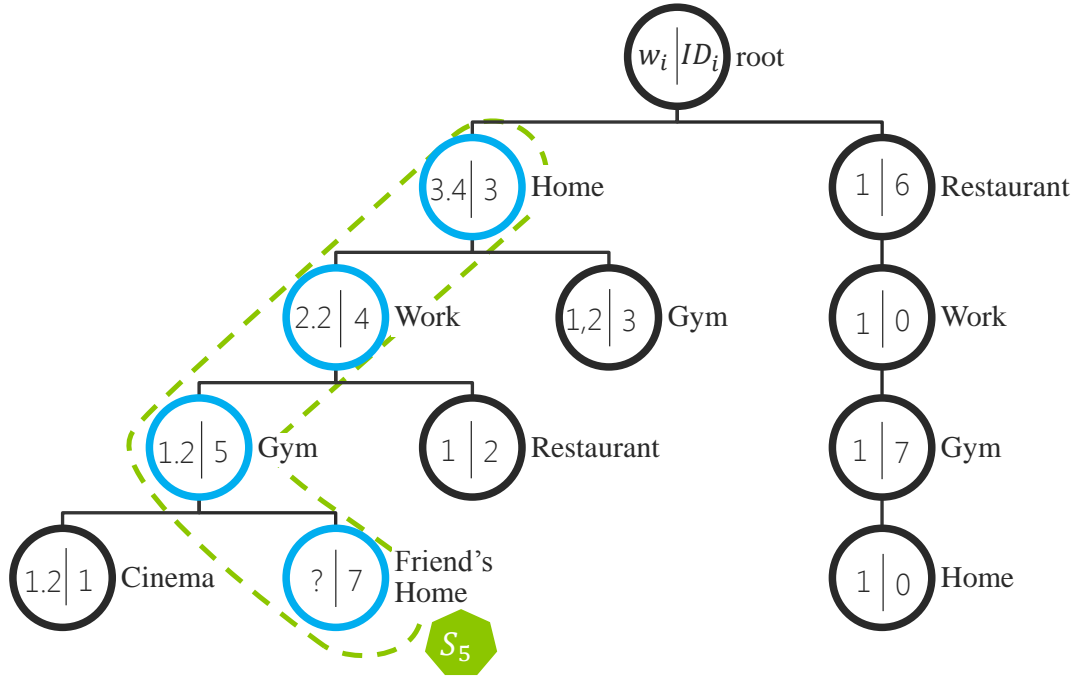 w_i | ID_i root
3.4 | 3 Home
1 | 6 Restaurant
2.2 | 4 Work
1,2 | 3 Gym
1 | 0 Work
1.2 | 5 Gym
1 | 2 Restaurant
1 | 7 Gym
1.2 | 1 Cinema
? | 7 Friend's
Home
1 | 0 Home
S_5